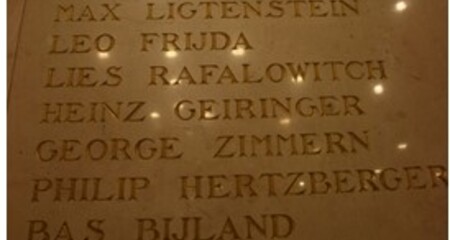 MAX LIGTENSTEIN
LEO FRIJDA
LIES RAFALOWITCH
HEINZ GEIRINGER
GEORGE ZIMMERN
PHILIP HERTZBERGER
BAS BIJLAND